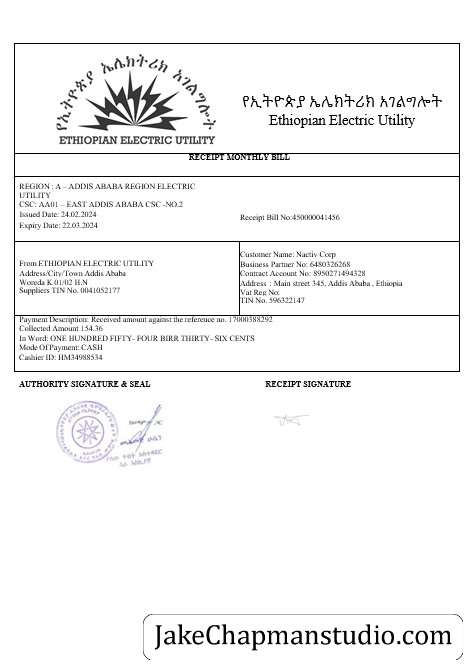 የኢትዮጵያ ኤሌክትሪክ አገልግሎት
ETHIOPIAN ELECTRIC UTILITY
የኢትዮጵያ ኤሌክትሪክ አገልግሎት
Ethiopian Electric Utility
RECEIPT MONTHLY BILL
REGION : A – ADDIS ABABA REGION ELECTRIC
UTILITY
CSC: AA01 – EAST ADDIS ABABA CSC -NO.2
Issued Date: 24.02.2024
Receipt Bill No:450000041456
Expiry Date: 22.03.2024
From ETHIOPIAN ELECTRIC UTILITY
Address/City/Town Addis Ababa
Woreda K 01/02 H.N
Suppliers TIN No. 0041052177
Customer Name: Nactiv Corp
Business Partner No: 6480326268
Contract Account No: 8950271494328
Address : Main street 345, Addis Ababa , Ethiopia
Vat Reg No:
TIN No. 596322147
Payment Description: Received amount against the reference no. 17000388292
Collected Amount 154.36
In Word: ONE HUNDRED FIFTY- FOUR BIRR THIRTY- SIX CENTS
Mode Of Payment: CASH
Cashier ID: HM34988534
AUTHORITY SIGNATURE & SEAL
RECEIPT SIGNATURE
JakeChapmanstudio.com